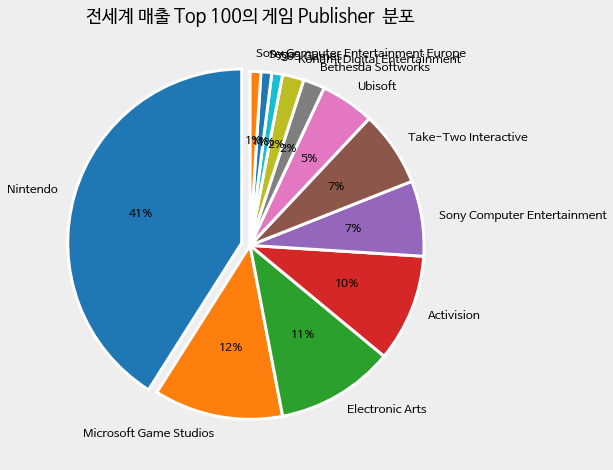 전세계 매출 Top 100의 게임 Publisher 분포
Sony Computer Entertainment Europe
Konami Digital Entertainment
Bethesda Softworks
Ubisoft
Take-Two Interactive
Sony Computer Entertainment
Activision
Electronic Arts
Microsoft Game Studios
Nintendo
41%
12%
11%
10%
7%
7%
5%
2%
2%
1%